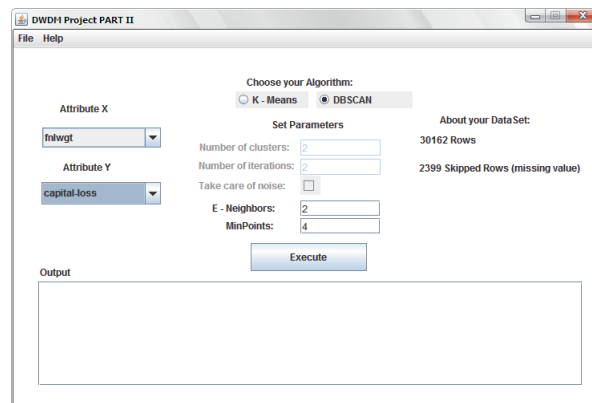 DWDM Project PART II
File Help
Choose your Algorithm:
K - Means DBSCAN
Attribute X
fnlwgt
Attribute Y
capital-loss
Set Parameters
Number of clusters: 2
Number of iterations: 2
Take care of noise:
E - Neighbors: 2
MinPoints: 4
About your DataSet:
30162 Rows
2399 Skipped Rows (missing value)
Execute
Output